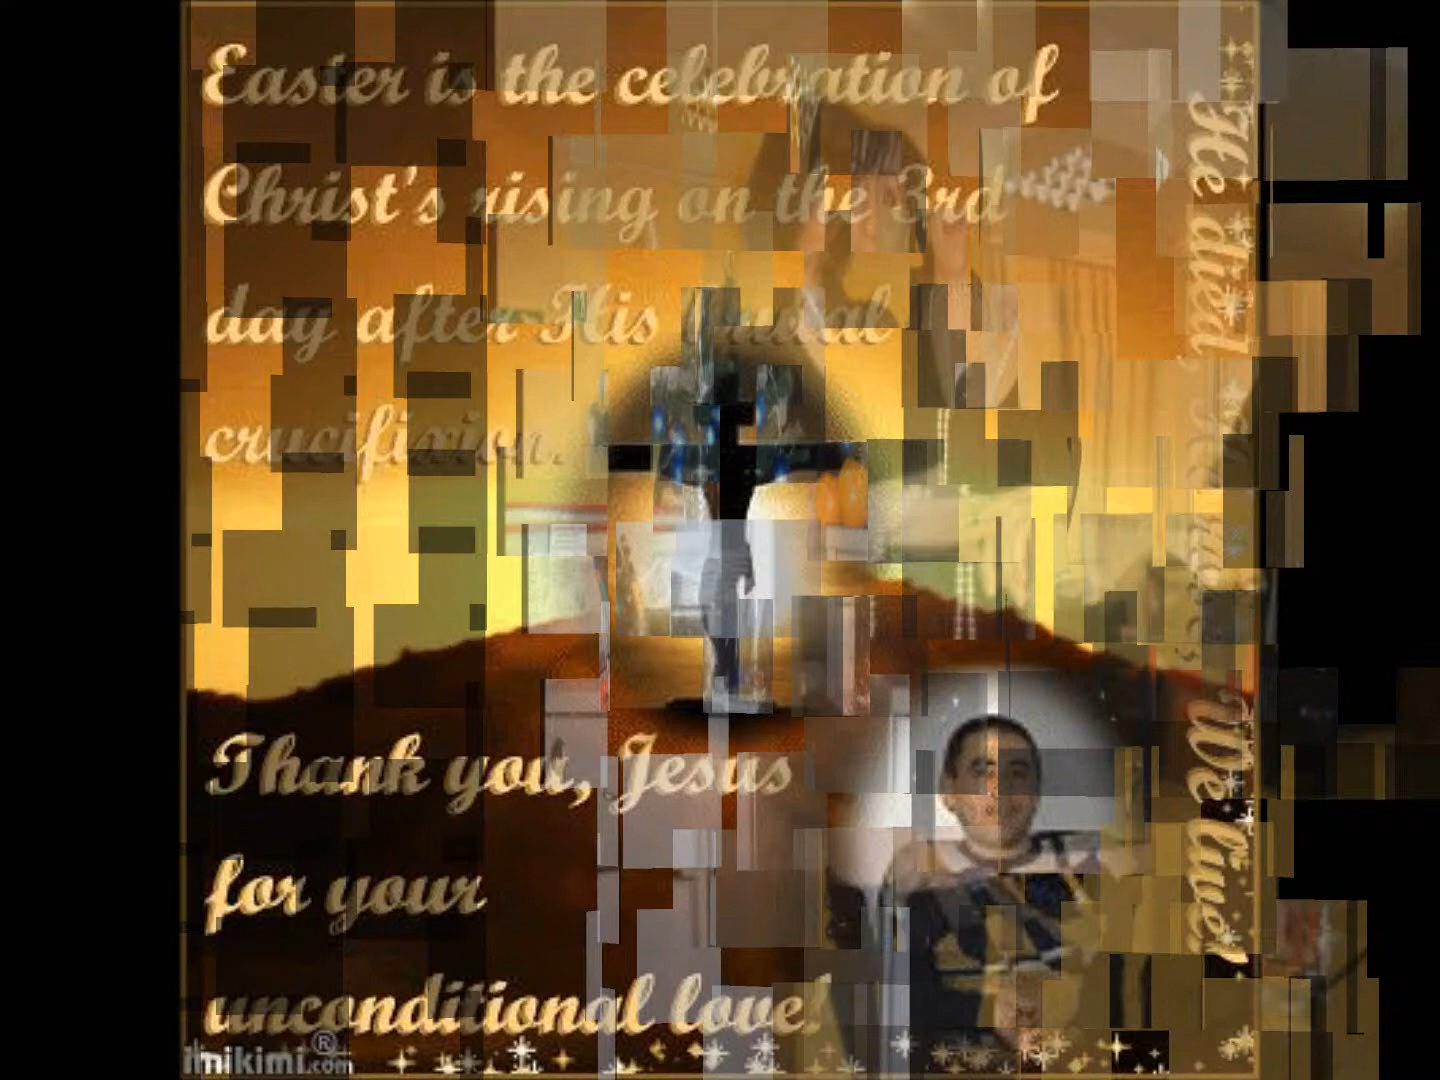 Easter is the celebration of
Christ's rising on the 3rd
day after His
crucifixion.
Thank you, Jesus
for your
unconditional love!
He died,
We live!
imikimi.com®